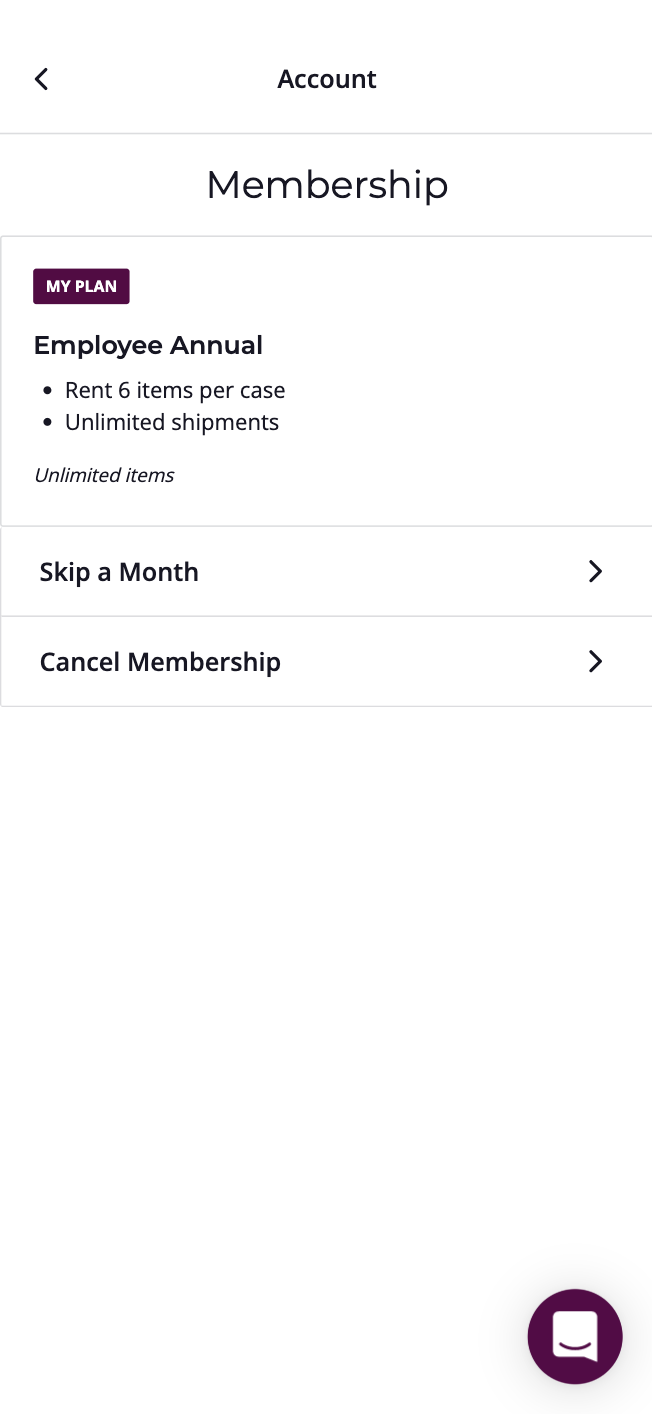 Account
Membership
MY PLAN
Employee Annual
• Rent 6 items per case
• Unlimited shipments
Unlimited items
Skip a Month
Cancel Membership